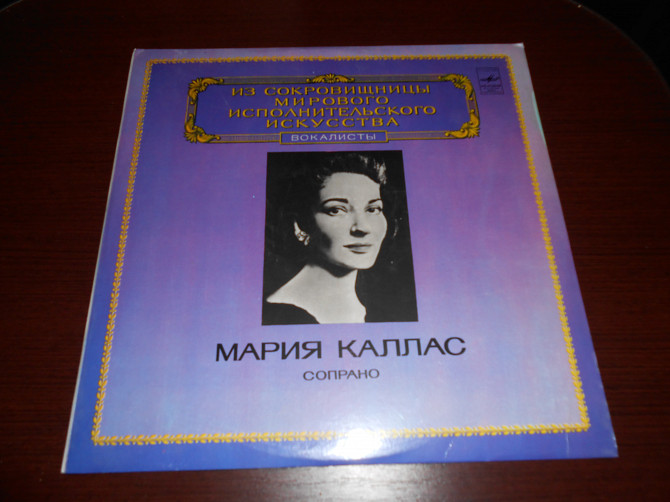 ИЗ СОКРОВИЩНИЦЫ
МИРОВОГО
ИСПОЛНИТЕЛЬСКОГО
ИСКУССТВА
ВОКАЛИСТЫ
МАРИЯ КАЛЛАС
СОПРАНО